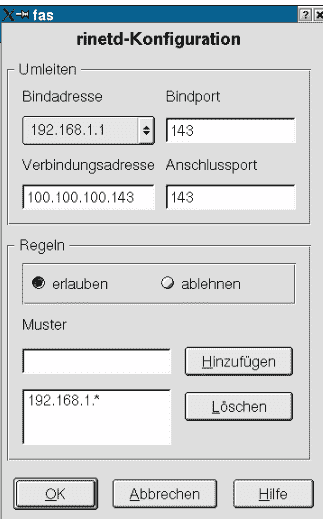 fas
rinetd-Konfiguration
Umleiten
Bindadresse Bindport
192.168.1.1 143
Verbindungsadresse Anschlussport
100.100.100.143 143
Regeln
erlauben ablehnen
Muster
Hinzufügen
192.168.1.* Löschen
OK Abbrechen Hilfe